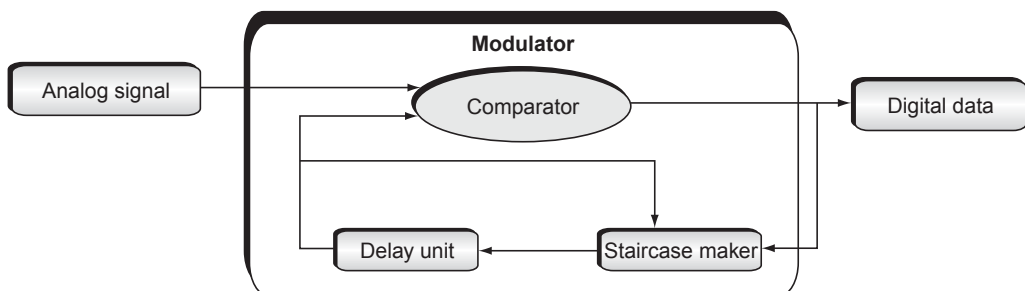 Modulator
Analog signal
Comparator
Digital data
Delay unit
Staircase maker